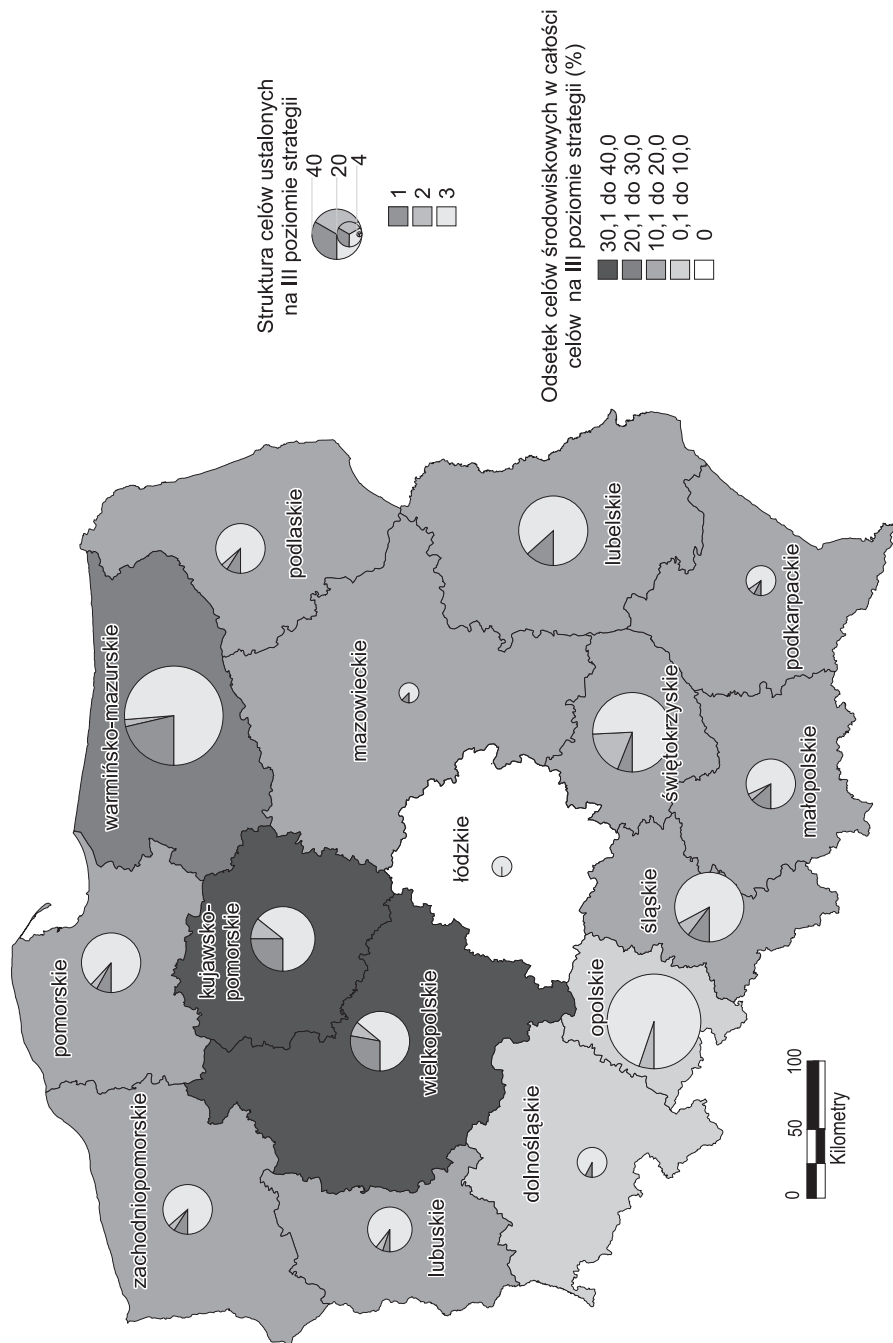 zachodniopomorskie
pomorskie
warmińsko-mazurskie
podlaskie
kujawsko-
pomorskie
lubuskie
wielkopolskie
mazowieckie
łódzkie
dolnośląskie
opolskie
śląskie
świętokrzyskie
lubelskie
małopolskie
podkarpackie
0 50 100
Kilometry
Struktura celów ustalonych
na III poziomie strategii
40
20
4
1
2
3
Odsetek celów środowiskowych w całości
celów na III poziomie strategii (%)
30,1 do 40,0
20,1 do 30,0
10,1 do 20,0
0,1 do 10,0
0